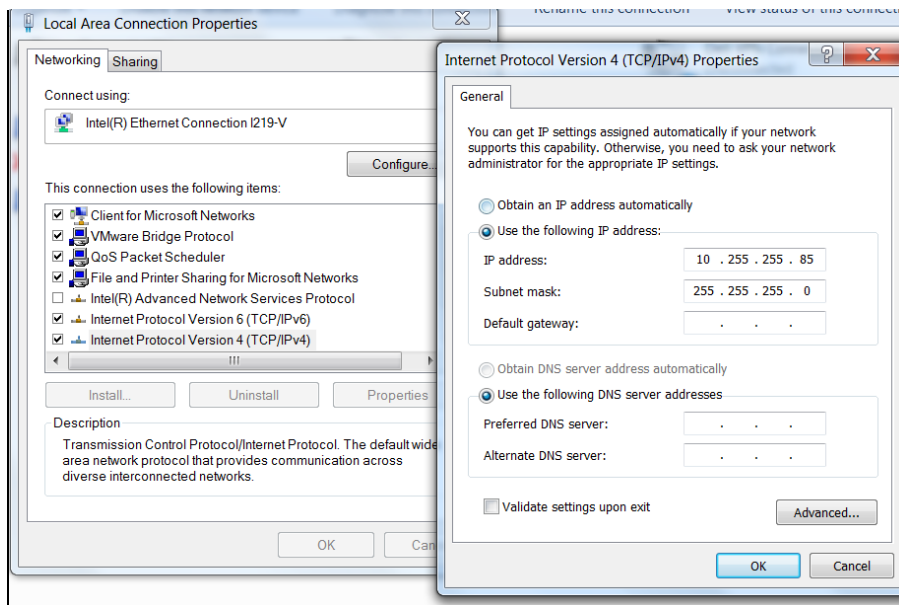 Local Area Connection Properties
Networking
Sharing
Connect using:
Intel(R) Ethernet Connection I219-V
Configure...
This connection uses the following items:
Client for Microsoft Networks
VMware Bridge Protocol
QoS Packet Scheduler
File and Printer Sharing for Microsoft Networks
Intel(R) Advanced Network Services Protocol
Internet Protocol Version 6 (TCP/IPv6)
Internet Protocol Version 4 (TCP/IPv4)
Install...
Uninstall
Properties
Description
Transmission Control Protocol/Internet Protocol. The default wide
area network protocol that provides communication across
diverse interconnected networks.
OK
Can
Rename this connection
View status of this connecti
Internet Protocol Version 4 (TCP/IPv4) Properties
General
You can get IP settings assigned automatically if your network
supports this capability. Otherwise, you need to ask your network
administrator for the appropriate IP settings.
Obtain an IP address automatically
Use the following IP address:
IP address: 10 . 255 . 255 . 85
Subnet mask: 255 . 255 . 255 . 0
Default gateway: . . .
Obtain DNS server address automatically
Use the following DNS server addresses
Preferred DNS server: . . .
Alternate DNS server: . . .
Validate settings upon exit
Advanced...
OK
Cancel